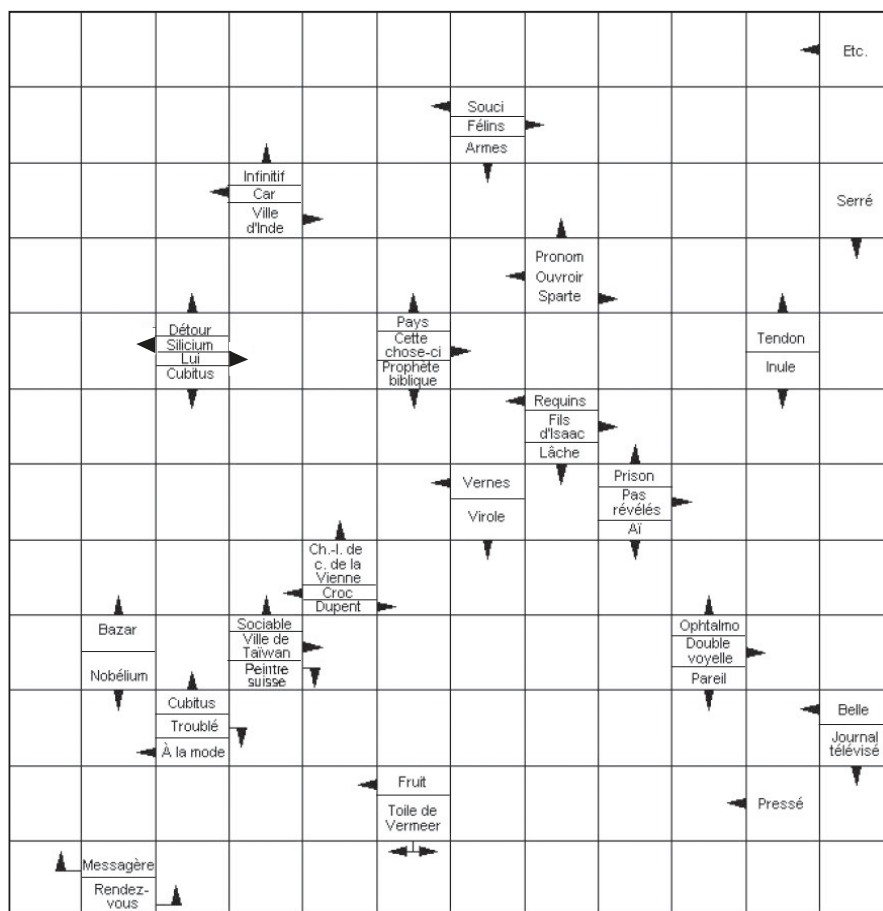 Etc.
Souci
Félins
Armes
Infinitif
Car
Ville
d'Inde
Serré
Pronom
Ouvroir
Sparte
Détour
Silicium
Lui
Cubitus
Pays
Cette
chose-ci
Prophète
biblique
Tendon
Inule
Requins
Fils
d'Isaac
Lâche
Vernes
Virole
Prison
Pas
révélés
Aï
Ch.-l. de
c. de la
Vienne
Croc
Dupent
Bazar
Nobélium
Sociable
Ville de
Taïwan
Peintre
suisse
Ophtalmo
Double
voyelle
Pareil
Cubitus
Troublé
À la mode
Belle
Journal
télévisé
Fruit
Toile de
Vermeer
Pressé
Messagère
Rendez-
vous